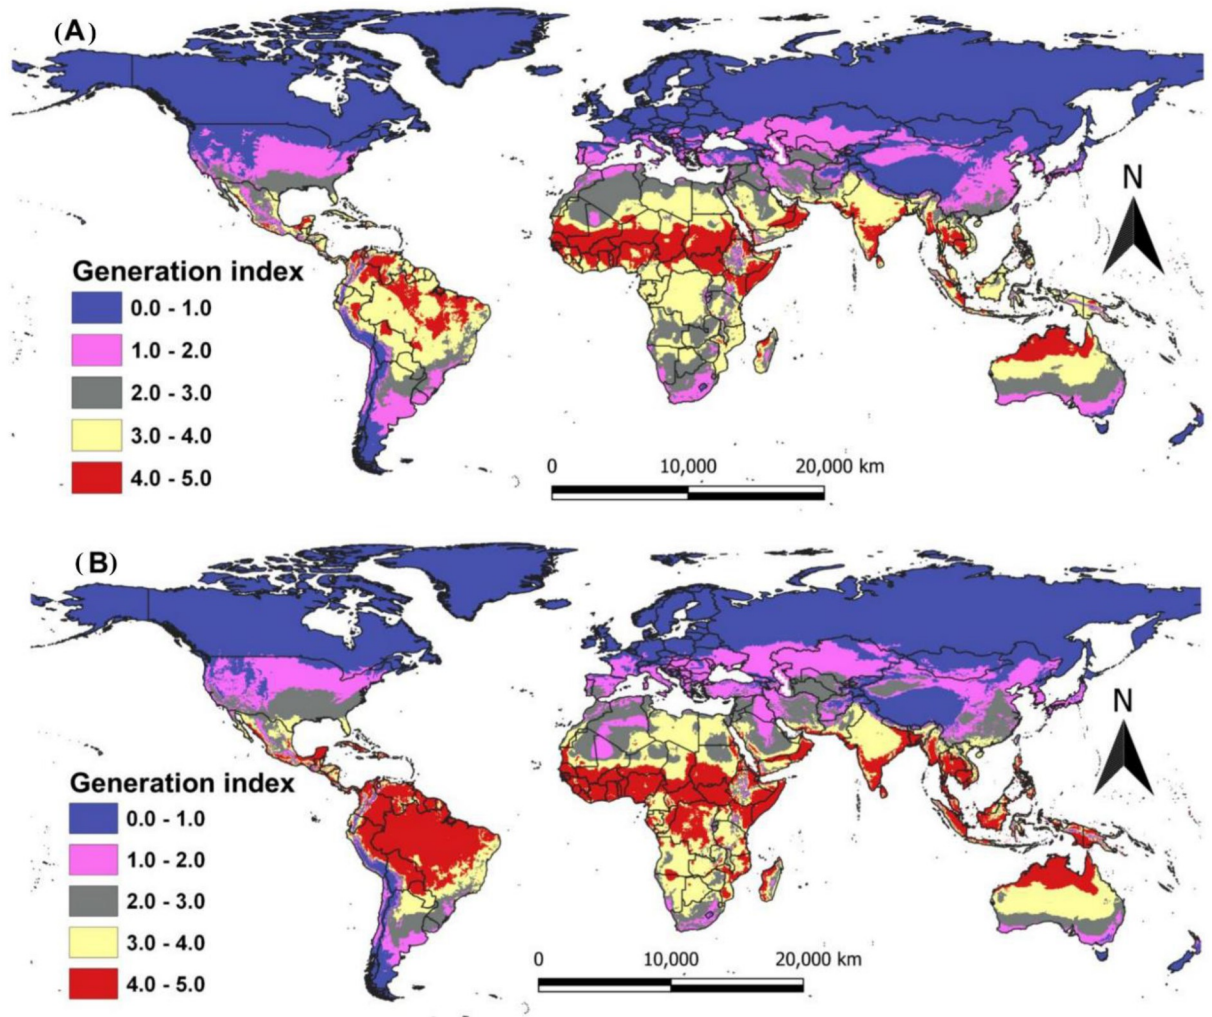 (A)
N
Generation index
0.0 - 1.0
1.0 - 2.0
2.0 - 3.0
3.0 - 4.0
4.0 - 5.0
0 10,000 20,000 km
(B)
N
Generation index
0.0 - 1.0
1.0 - 2.0
2.0 - 3.0
3.0 - 4.0
4.0 - 5.0
0 10,000 20,000 km